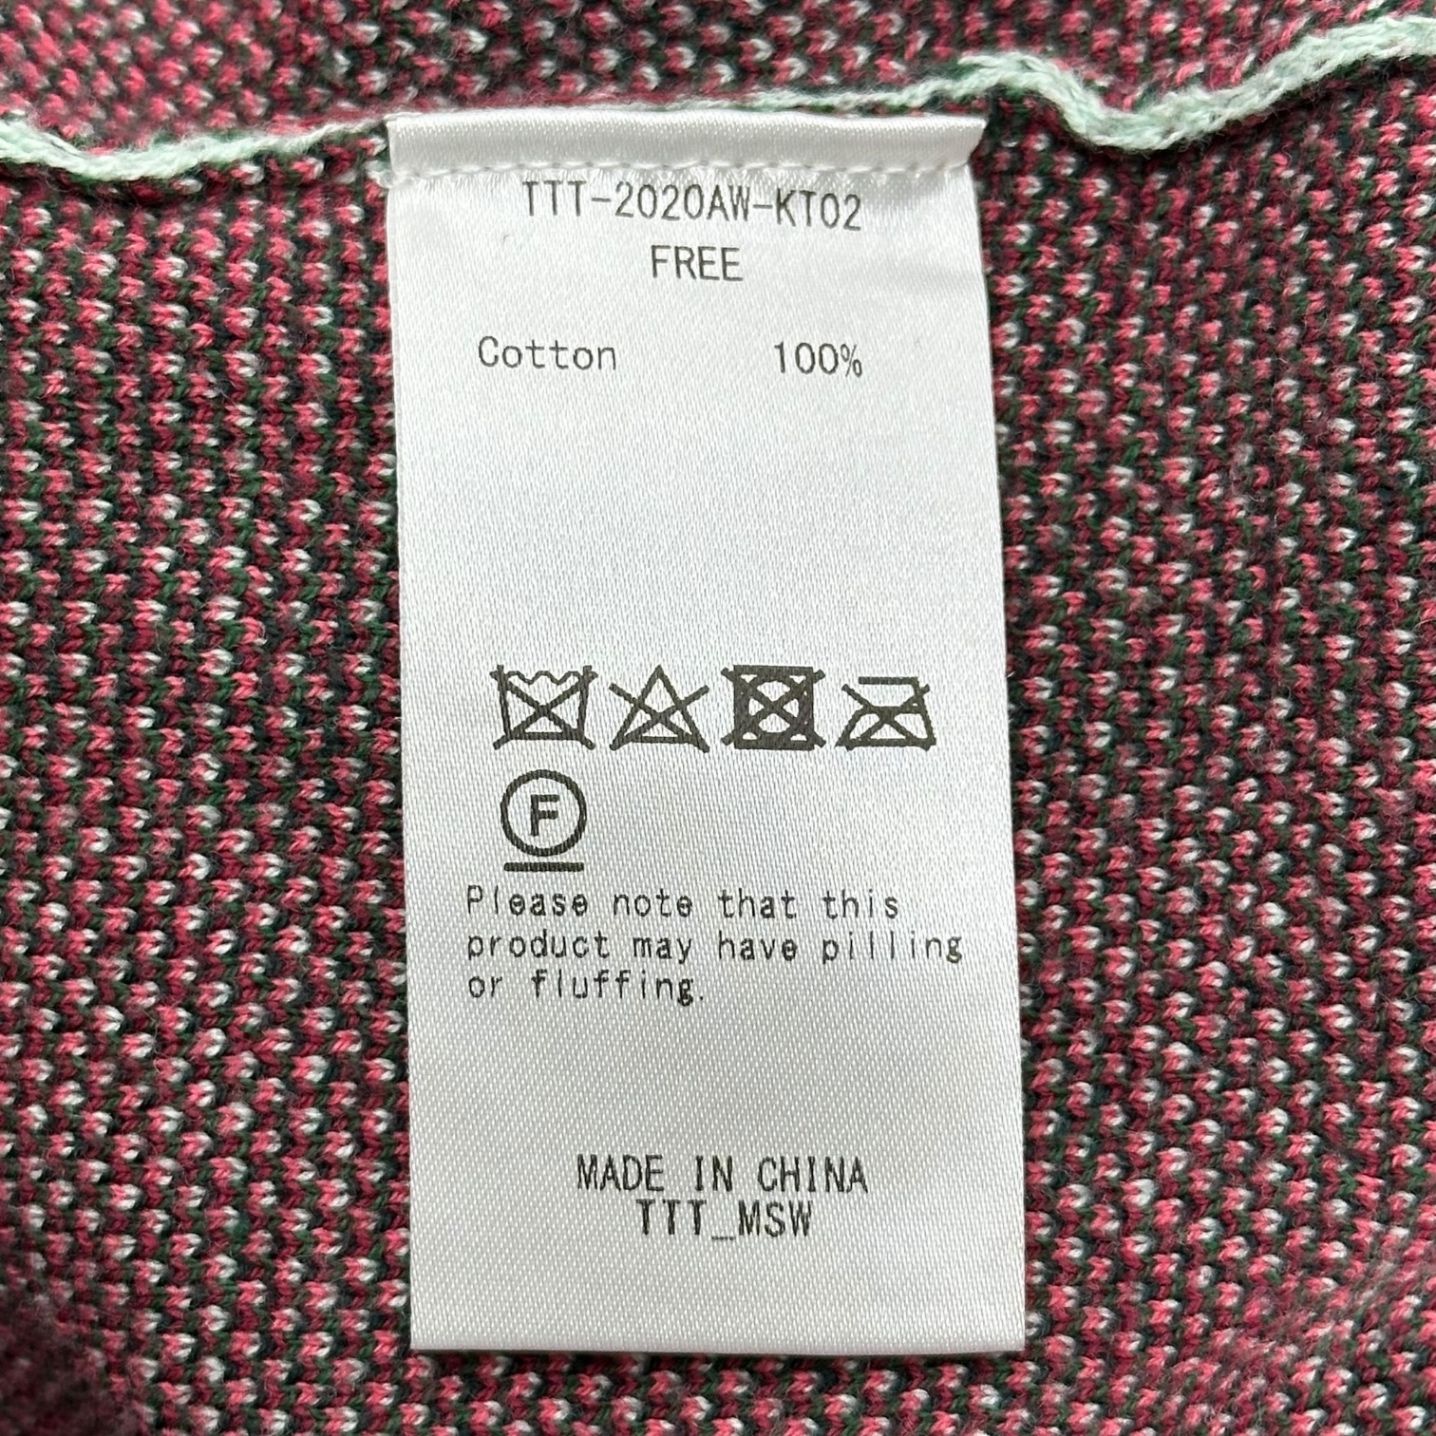 TTT-2020AW-KT02
FREE
Cotton 100%
F
Please note that this
product may have pilling
or fluffing.
MADE IN CHINA
TTT_MSW